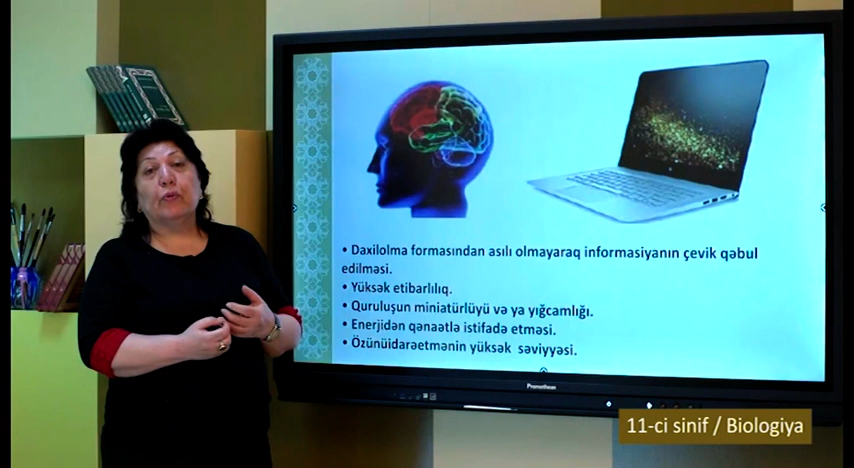 • Daxilolma formasından asılı olmayaraq informasiyanın çevik qəbul
edilməsi.
• Yüksək etibarlılıq.
• Quruluşun miniatürlüyü və ya yığcamlığı.
• Enerjidən qənaətlə istifadə etməsi.
• Özünüidarəetmənin yüksək səviyyəsi.
Promethean
11-ci sinif / Biologiya